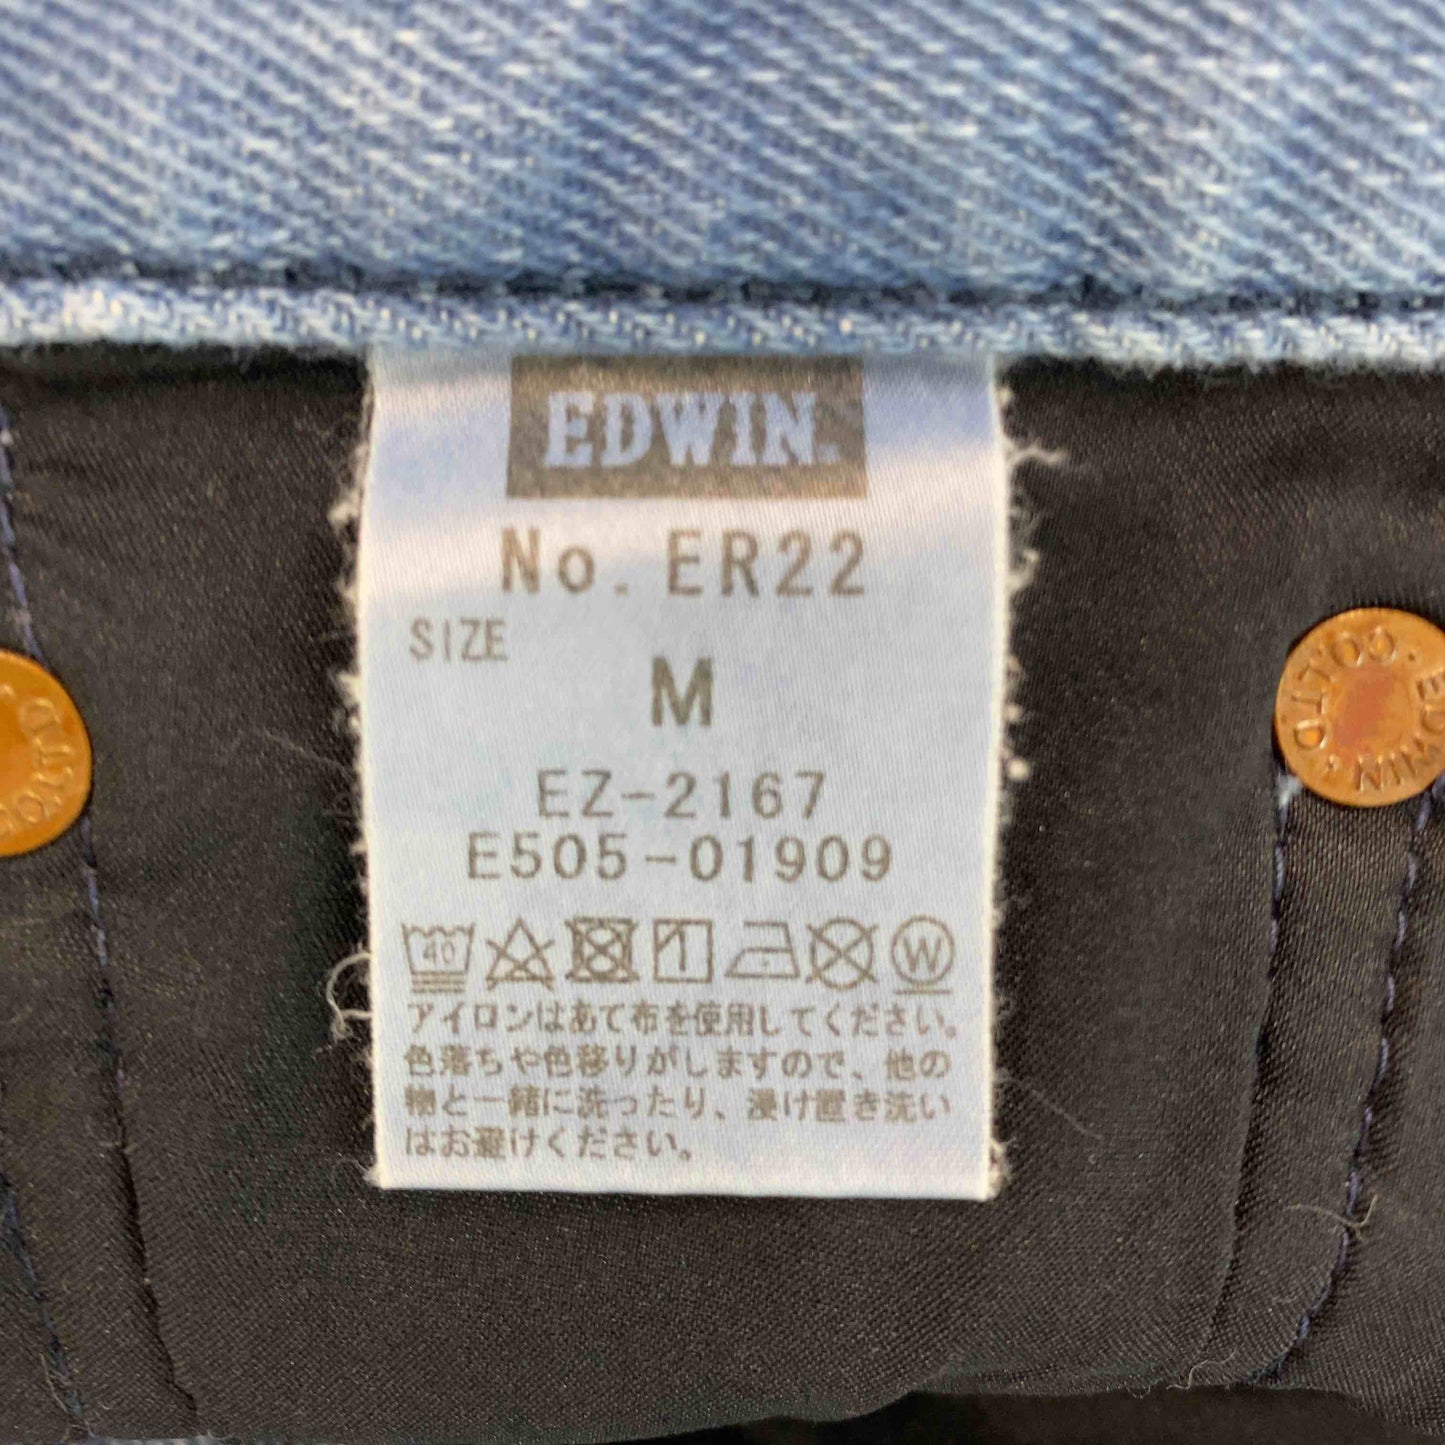 EDWIN
No. ER22
SIZE
M
EZ-2167
E505-01909
40
W
アイロンはあて布を使用してください。
色落ちや色移りがしますので、他の
物と一緒に洗ったり、浸け置き洗い
はお避けください。
EDWIN CO.LTD